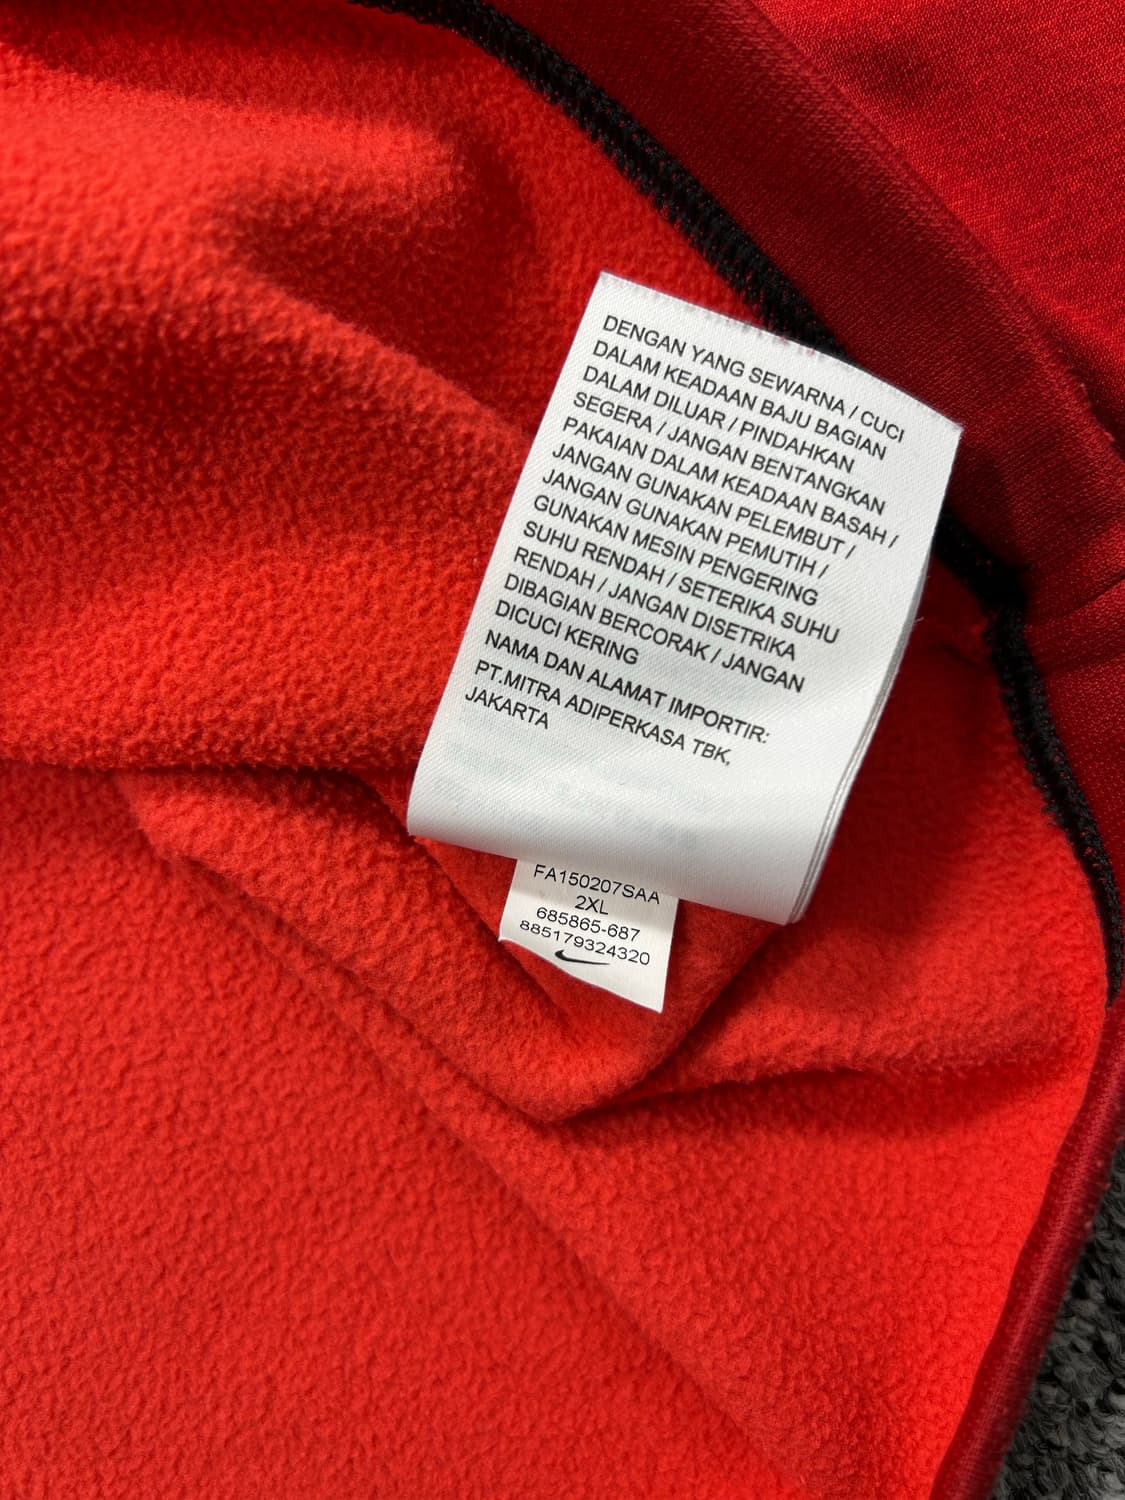 DENGAN YANG SEWARNA / CUCI
DALAM KEADAAN BAJU BAGIAN
DALAM DILUAR / PINDAHKAN
SEGERA / JANGAN BENTANGKAN
PAKAIAN DALAM KEADAAN BASAH /
JANGAN GUNAKAN PELEMBUT /
JANGAN GUNAKAN PEMUTIH /
GUNAKAN MESIN PENGERING
SUHU RENDAH / SETERIKA SUHU
RENDAH / JANGAN DISETRIKA
DIBAGIAN BERCORAK / JANGAN
DICUCI KERING
NAMA DAN ALAMAT IMPORTIR:
PT.MITRA ADIPERKASA TBK,
JAKARTA
FA150207SAA
2XL
685865-687
885179324320